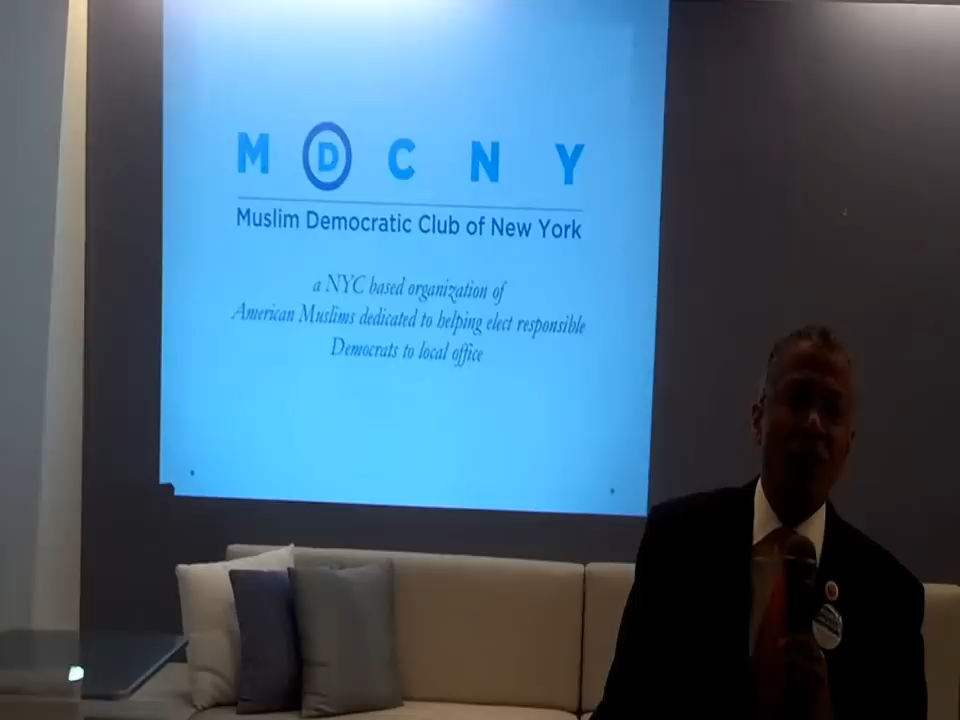 M D C N Y
Muslim Democratic Club of New York
a NYC based organization of
American Muslims dedicated to helping elect responsible
Democrats to local office